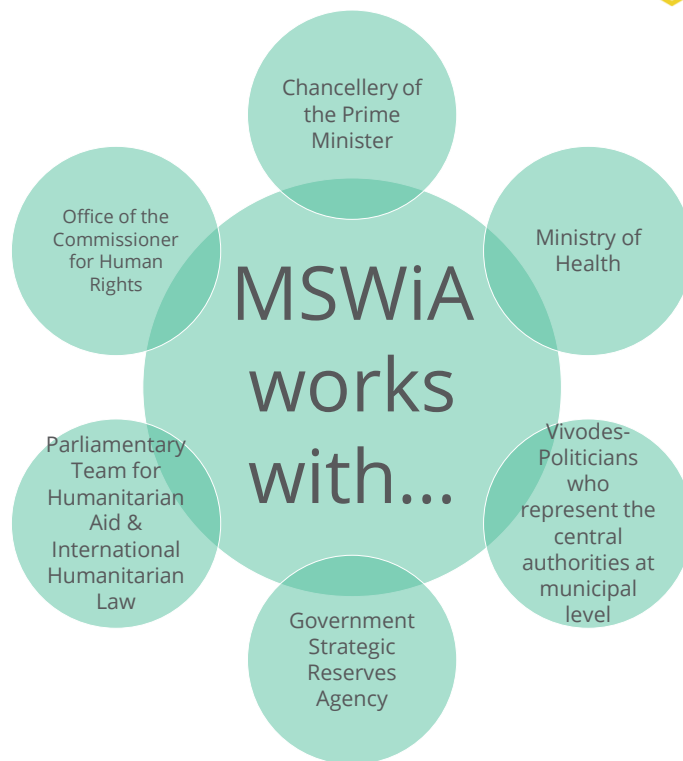 Chancellery of
the Prime
Minister
Office of the
Commissioner
for Human
Rights
Ministry of
Health
MSWiA
works
with...
Parliamentary
Team for
Humanitarian
Aid &
International
Humanitarian
Law
Vivodes-
Politicians
who
represent the
central
authorities at
municipal
level
Government
Strategic
Reserves
Agency